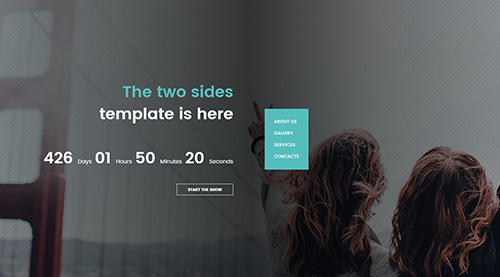 The two sides
template is here
426 Days 01 Hours 50 Minutes 20 Seconds
START THE SHOW
ABOUT US
GALLERY
SERVICES
CONTACTS